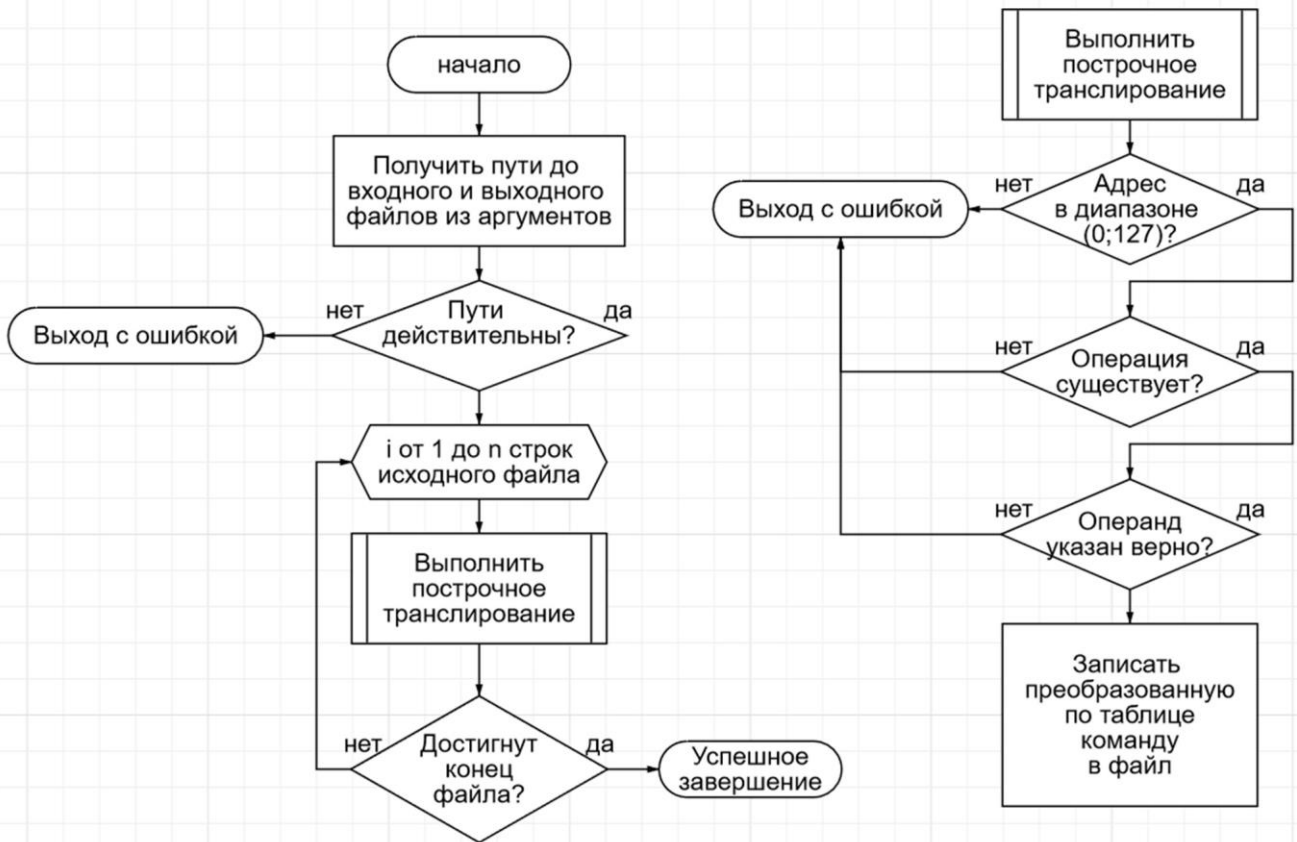 начало
Получить пути до
входного и выходного
файлов из аргументов
нет
Пути
действительны?
да
Выход с ошибкой
i от 1 до n строк
исходного файла
Выполнить
построчное
транслирование
нет
Достигнут
конец
файла?
да
Успешное
завершение
Выполнить
построчное
транслирование
нет
Адрес
в диапазоне
(0;127)?
да
Выход с ошибкой
нет
Операция
существует?
да
нет
Операнд
указан верно?
да
Записать
преобразованную
по таблице
команду
в файл